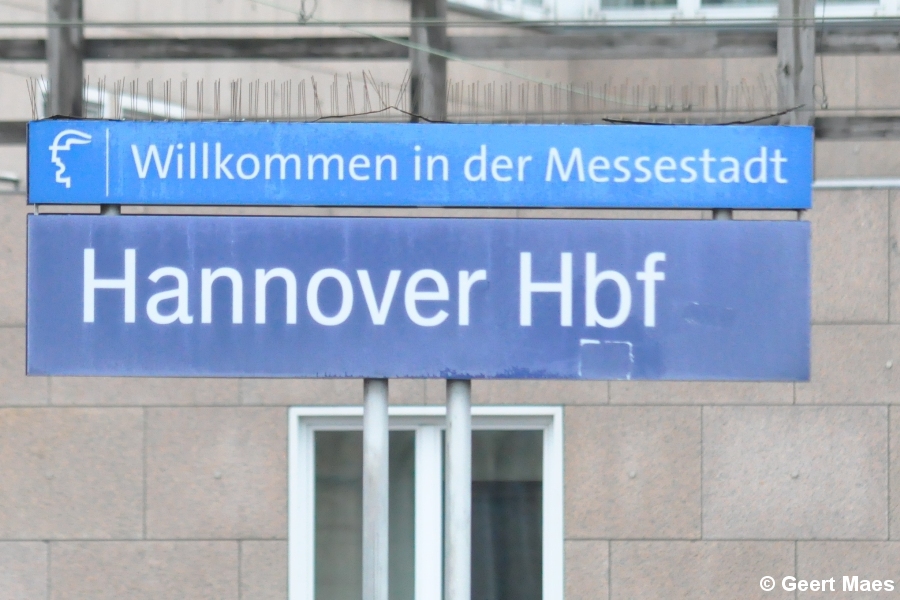 Willkommen in der Messestadt
Hannover Hbf
© Geert Maes